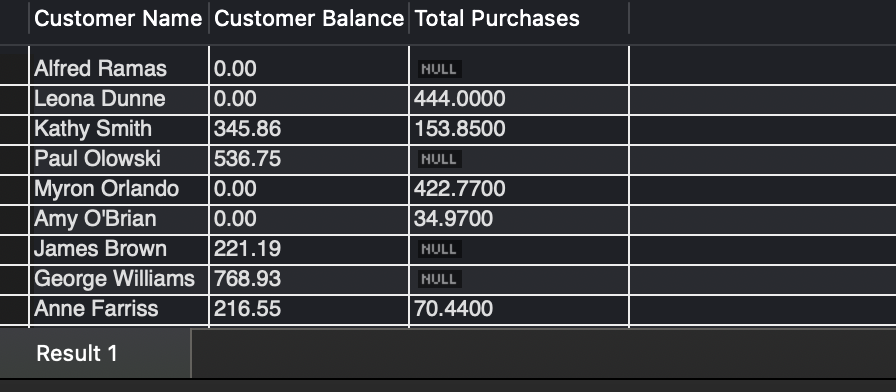 Customer Name Customer Balance Total Purchases
Alfred Ramas 0.00 NULL
Leona Dunne 0.00 444.0000
Kathy Smith 345.86 153.8500
Paul Olowski 536.75 NULL
Myron Orlando 0.00 422.7700
Amy O'Brian 0.00 34.9700
James Brown 221.19 NULL
George Williams 768.93 NULL
Anne Farriss 216.55 70.4400
Result 1